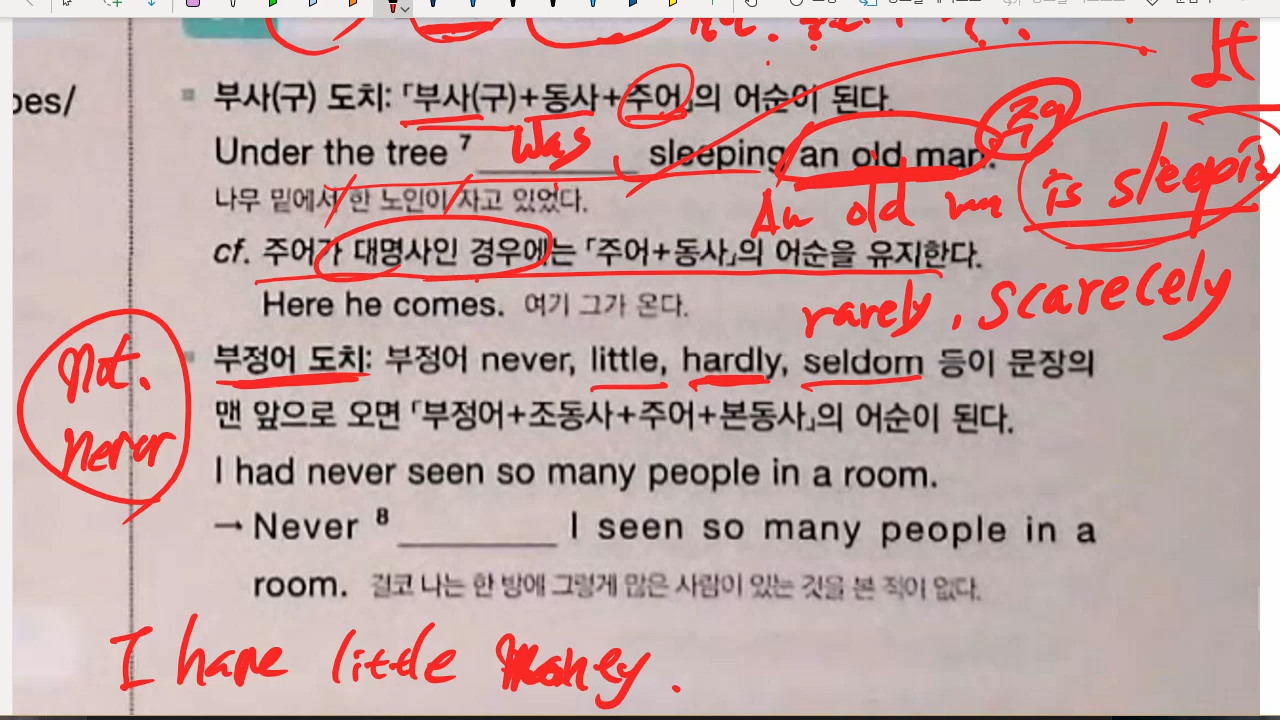 It
부사(구) 도치: 「부사(구)+동사+주어」의 어순이 된다.
주어
Under the tree ⁷ was sleeping an old man.
나무 밑에서 한 노인이 자고 있었다.
An old man is sleeping
cf. 주어가 대명사인 경우에는 「주어+동사」의 어순을 유지한다.
Here he comes. 여기 그가 온다.
rarely, scarecely
부정어 도치: 부정어 never, little, hardly, seldom 등이 문장의
맨 앞으로 오면 「부정어+조동사+주어+본동사」의 어순이 된다.
not.
never
I had never seen so many people in a room.
→ Never ⁸ ________ I seen so many people in a
room. 결코 나는 한 방에 그렇게 많은 사람이 있는 것을 본 적이 없다.
I have little money.